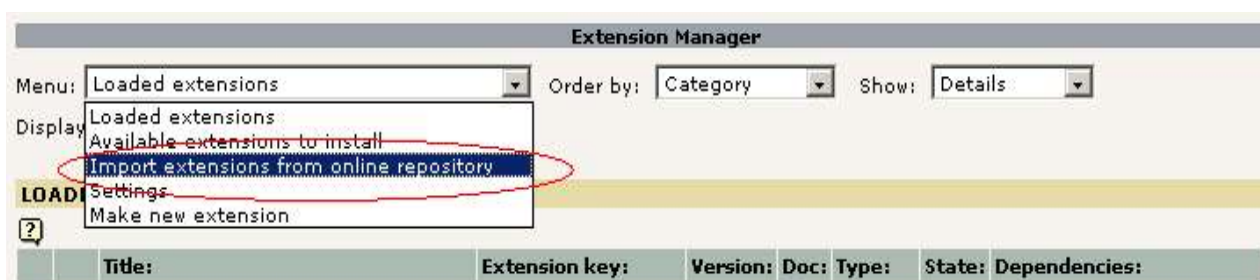 Extension Manager
Menu: Loaded extensions Order by: Category Show: Details
Display
Loaded extensions
Available extensions to install
Import extensions from online repository
LOADI
Settings
Make new extension
?
Title: Extension key: Version: Doc: Type: State: Dependencies: